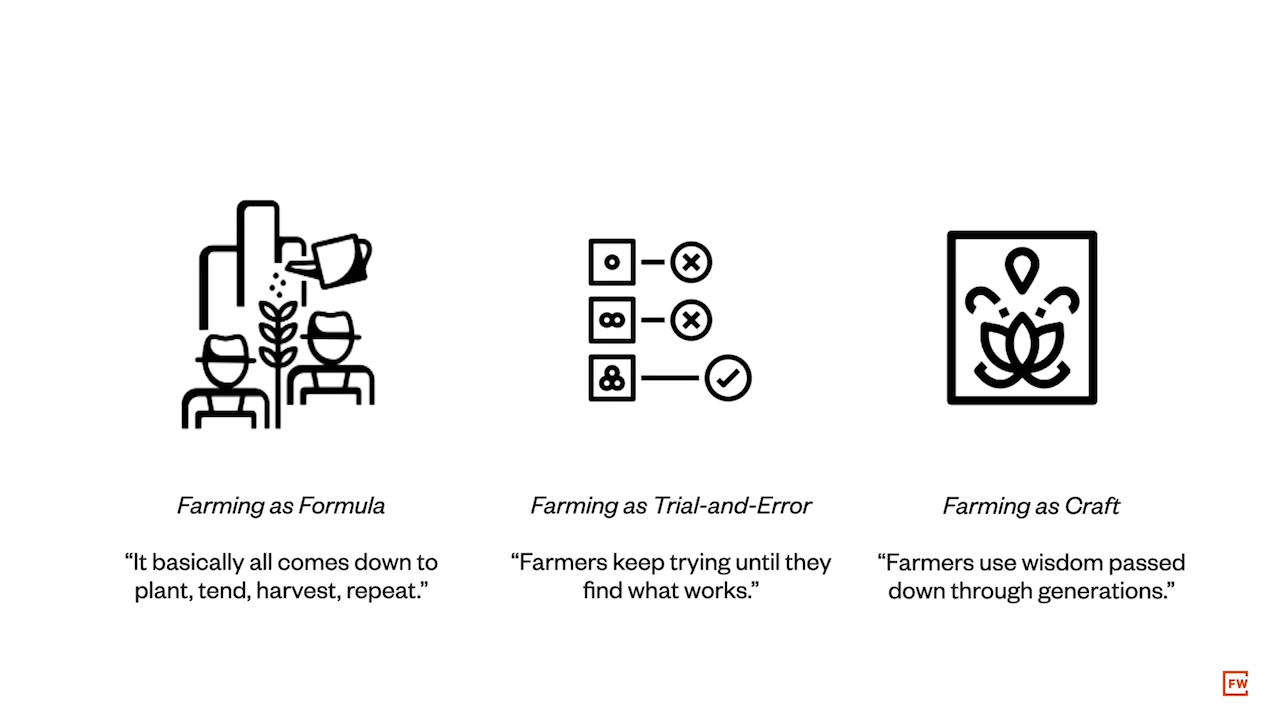 Farming as Formula
“It basically all comes down to
plant, tend, harvest, repeat.”
Farming as Trial-and-Error
“Farmers keep trying until they
find what works.”
Farming as Craft
“Farmers use wisdom passed
down through generations.”
FW